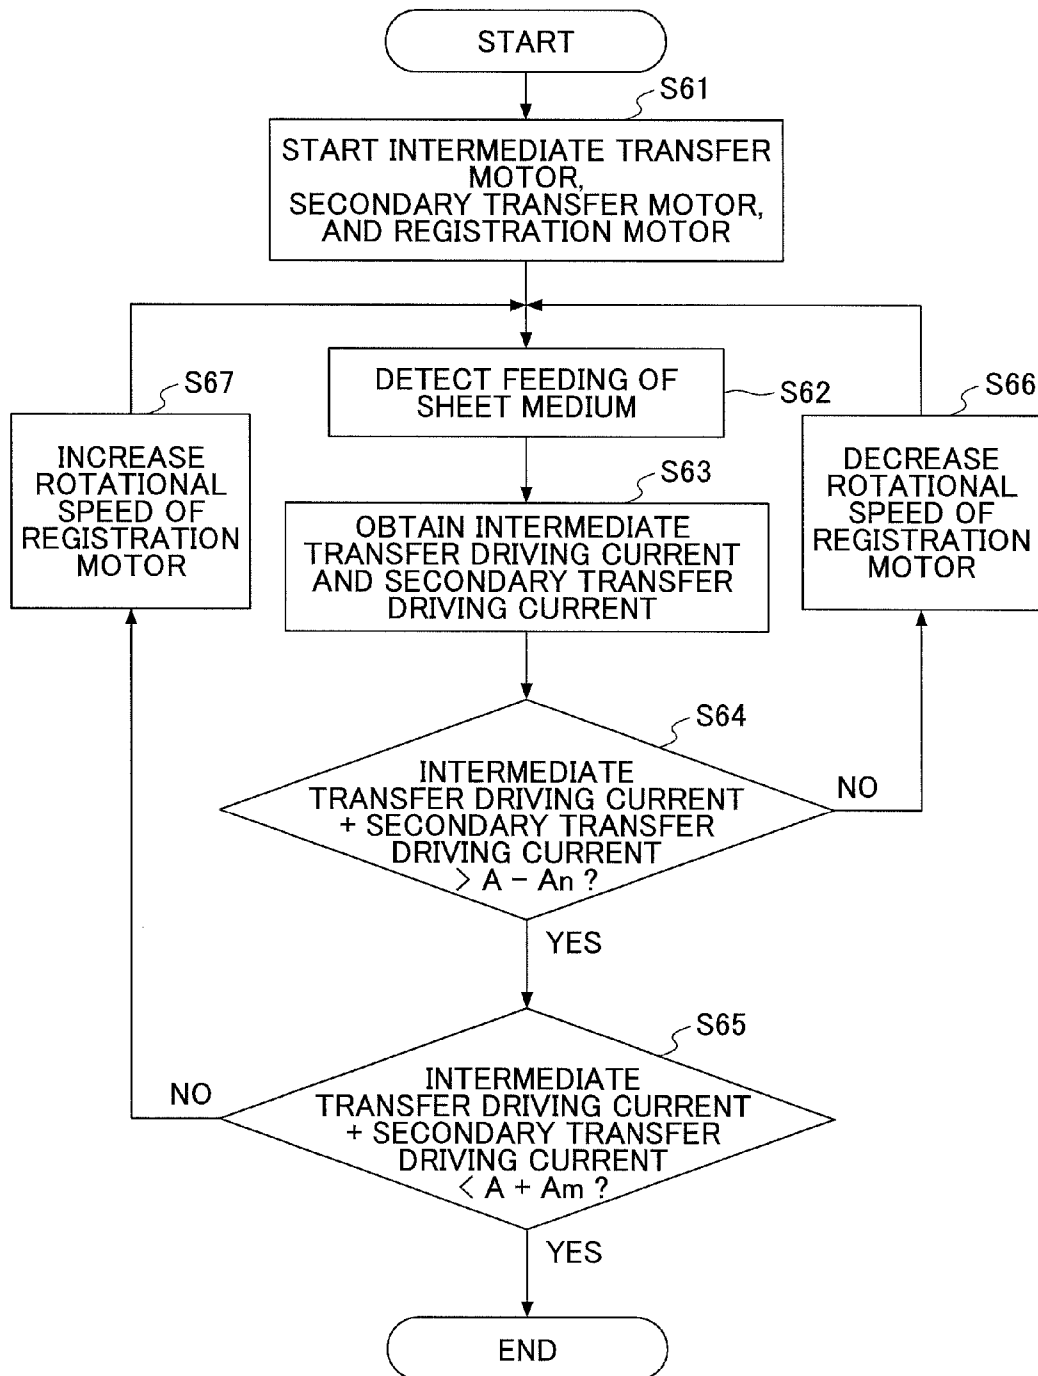 START
S61
START INTERMEDIATE TRANSFER
MOTOR,
SECONDARY TRANSFER MOTOR,
AND REGISTRATION MOTOR
DETECT FEEDING OF
SHEET MEDIUM
S62
S67
INCREASE
ROTATIONAL
SPEED OF
REGISTRATION
MOTOR
S66
DECREASE
ROTATIONAL
SPEED OF
REGISTRATION
MOTOR
S63
OBTAIN INTERMEDIATE
TRANSFER DRIVING CURRENT
AND SECONDARY TRANSFER
DRIVING CURRENT
S64
INTERMEDIATE
TRANSFER DRIVING CURRENT
+ SECONDARY TRANSFER
DRIVING CURRENT
> A − An ?
NO
YES
S65
INTERMEDIATE
TRANSFER DRIVING CURRENT
+ SECONDARY TRANSFER
DRIVING CURRENT
< A + Am ?
NO
YES
END